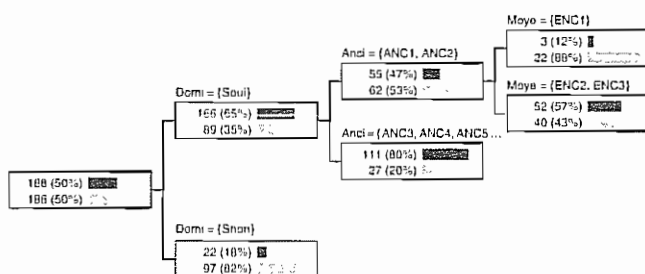 Moyo = {ENC1}
3 (12%)
22 (88%)
Anci = {ANC1, ANC2}
55 (47%)
62 (53%)
Moyo = {ENC2, ENC3}
52 (57%)
40 (43%)
Domi = {Soui}
166 (65%)
89 (35%)
Anci = {ANC3, ANC4, ANC5...
111 (80%)
27 (20%)
188 (50%)
186 (50%)
Domi = {Snon}
22 (18%)
97 (82%)